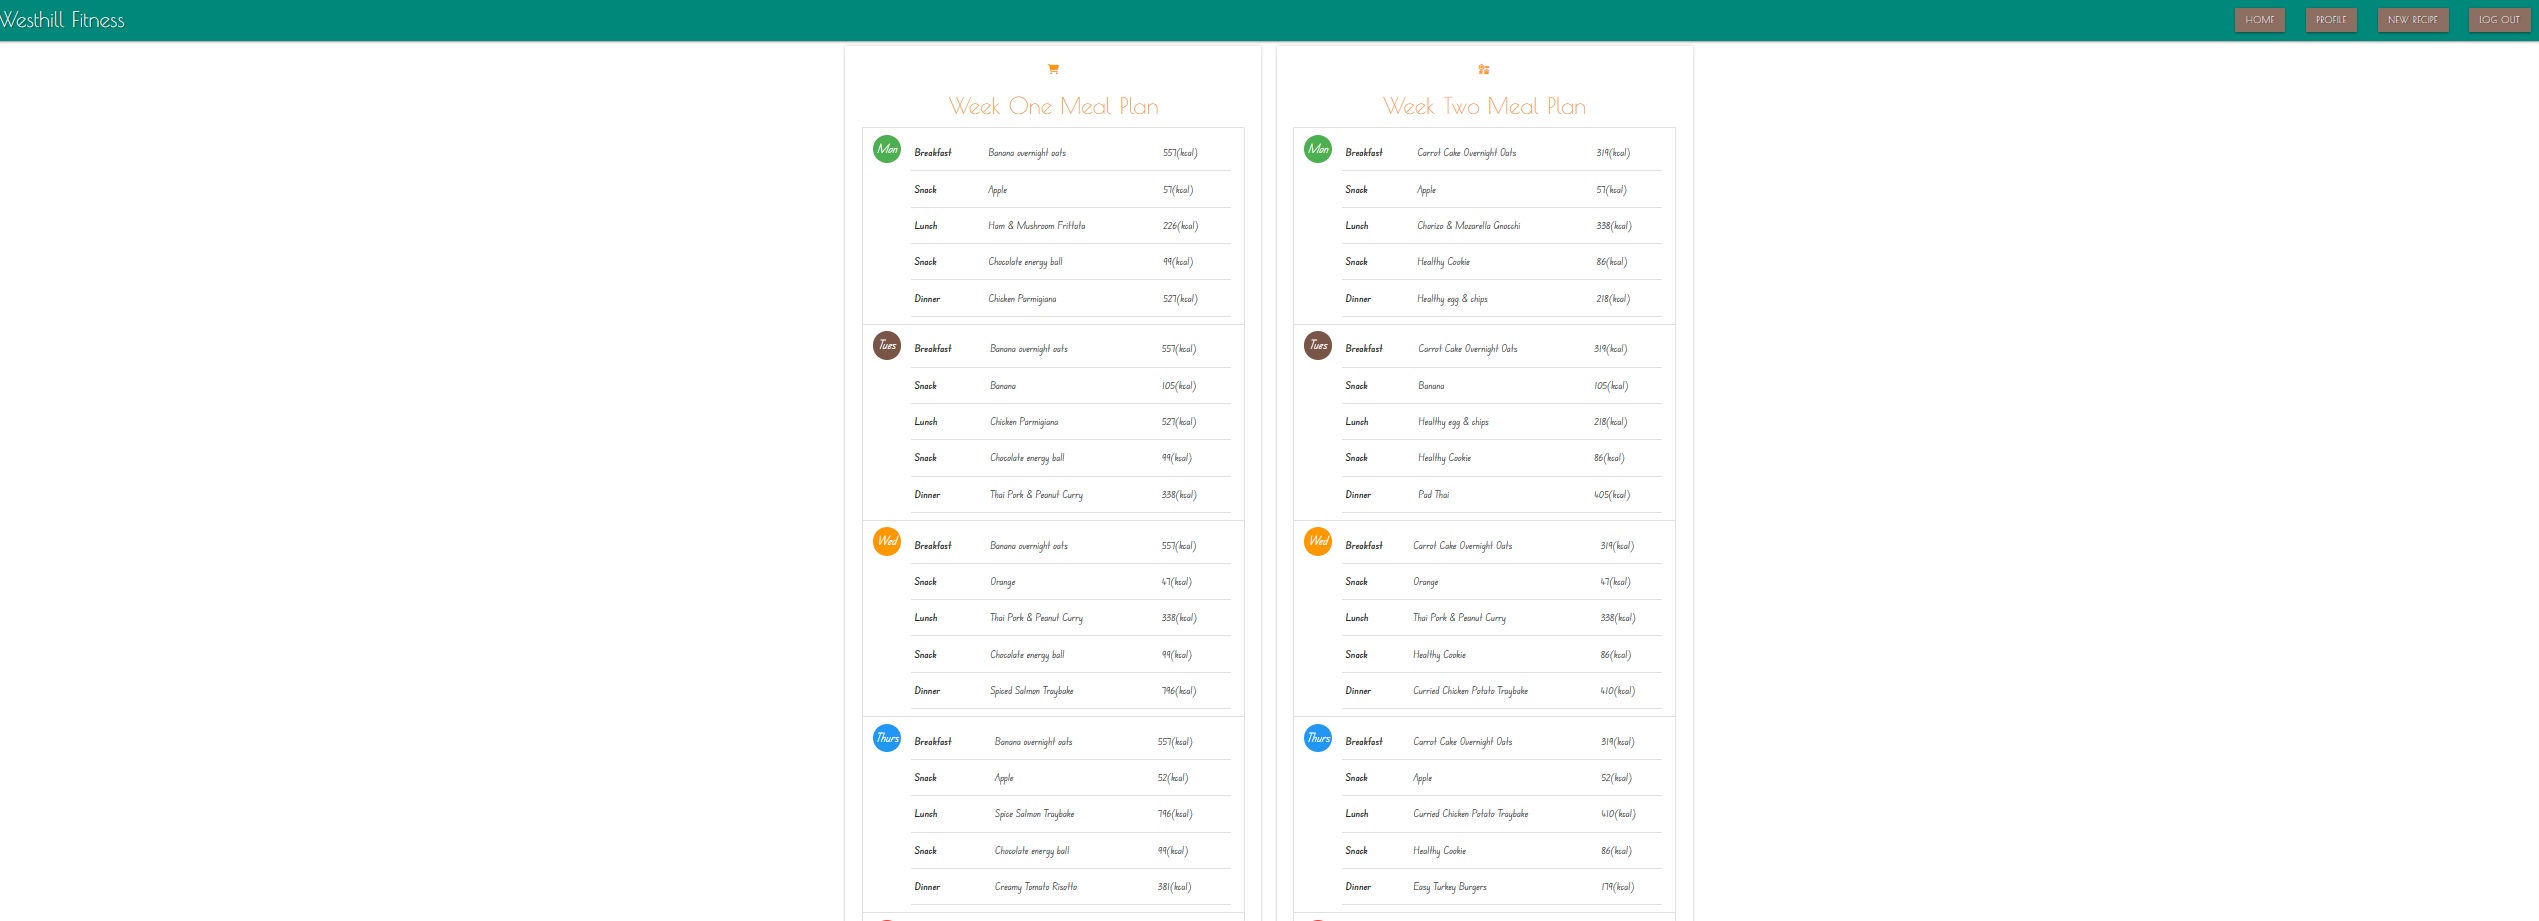 Westhill Fitness
HOME PROFILE NEW RECIPE LOG OUT
Week One Meal Plan
Mon
Breakfast Banana overnight oats 557(kcal)
Snack Apple 57(kcal)
Lunch Ham & Mushroom Frittata 226(kcal)
Snack Chocolate energy ball 99(kcal)
Dinner Chicken Parmigiana 527(kcal)
Tues
Breakfast Banana overnight oats 557(kcal)
Snack Banana 105(kcal)
Lunch Chicken Parmigiana 527(kcal)
Snack Chocolate energy ball 99(kcal)
Dinner Thai Pork & Peanut Curry 338(kcal)
Wed
Breakfast Banana overnight oats 557(kcal)
Snack Orange 47(kcal)
Lunch Thai Pork & Peanut Curry 338(kcal)
Snack Chocolate energy ball 99(kcal)
Dinner Spiced Salmon Traybake 796(kcal)
Thurs
Breakfast Banana overnight oats 557(kcal)
Snack Apple 52(kcal)
Lunch Spice Salmon Traybake 796(kcal)
Snack Chocolate energy ball 99(kcal)
Dinner Creamy Tomato Risotto 381(kcal)
Week Two Meal Plan
Mon
Breakfast Carrot Cake Overnight Oats 319(kcal)
Snack Apple 57(kcal)
Lunch Chorizo & Mozarella Gnocchi 338(kcal)
Snack Healthy Cookie 86(kcal)
Dinner Healthy egg & chips 218(kcal)
Tues
Breakfast Carrot Cake Overnight Oats 319(kcal)
Snack Banana 105(kcal)
Lunch Healthy egg & chips 218(kcal)
Snack Healthy Cookie 86(kcal)
Dinner Pad Thai 405(kcal)
Wed
Breakfast Carrot Cake Overnight Oats 319(kcal)
Snack Orange 47(kcal)
Lunch Thai Pork & Peanut Curry 338(kcal)
Snack Healthy Cookie 86(kcal)
Dinner Curried Chicken Potato Traybake 410(kcal)
Thurs
Breakfast Carrot Cake Overnight Oats 319(kcal)
Snack Apple 52(kcal)
Lunch Curried Chicken Potato Traybake 410(kcal)
Snack Healthy Cookie 86(kcal)
Dinner Easy Turkey Burgers 179(kcal)